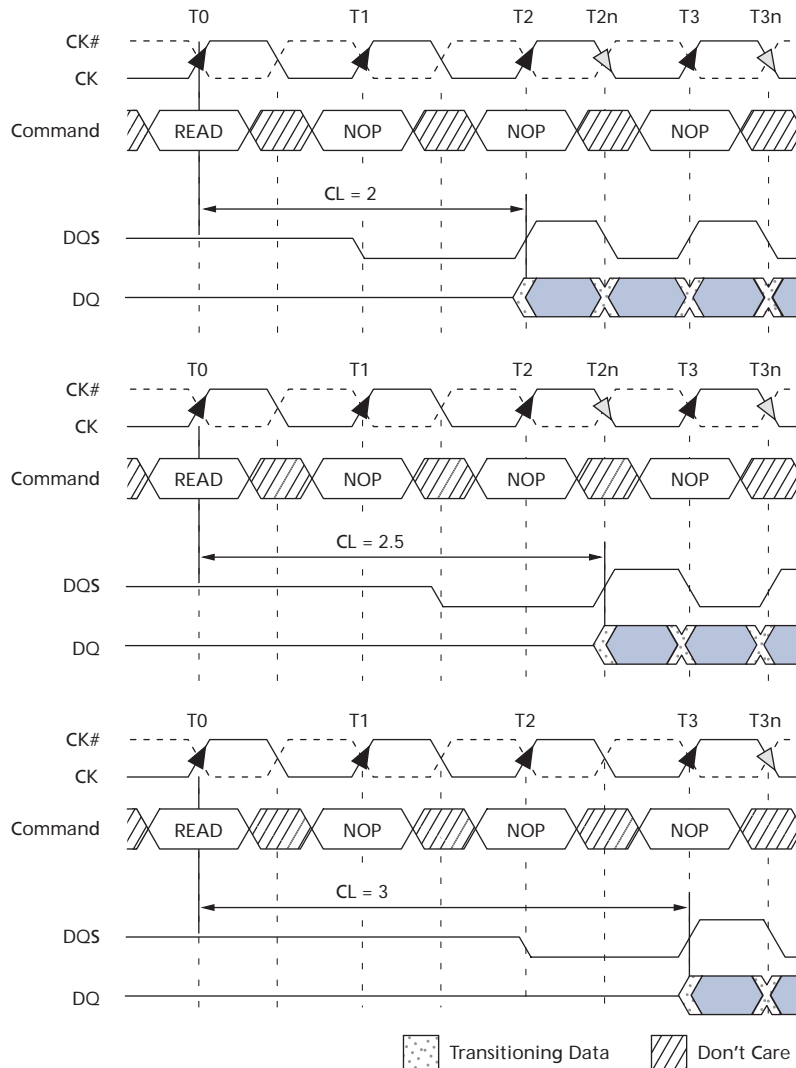 T0 T1 T2 T2n T3 T3n
CK#
CK
Command READ NOP NOP NOP
CL = 2
DQS
DQ
T0 T1 T2 T2n T3 T3n
CK#
CK
Command READ NOP NOP NOP
CL = 2.5
DQS
DQ
T0 T1 T2 T3 T3n
CK#
CK
Command READ NOP NOP NOP
CL = 3
DQS
DQ
Transitioning Data Don't Care